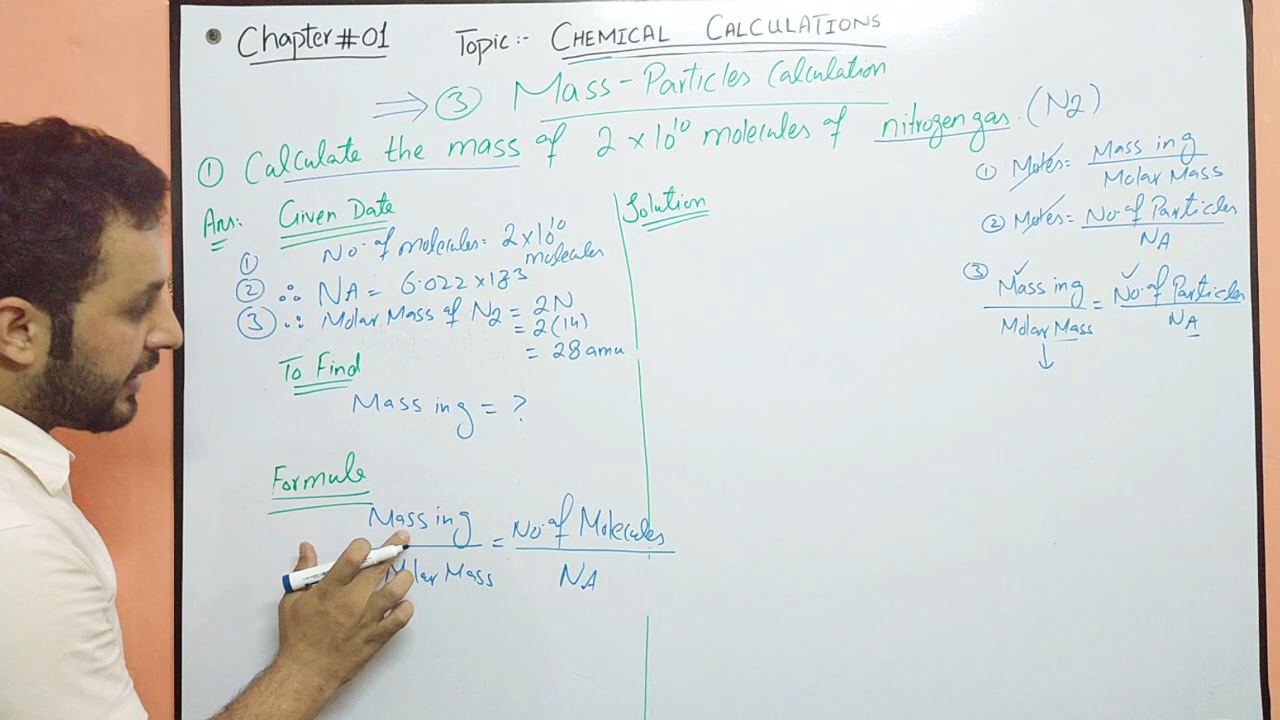 Chapter#01 Topic:- CHEMICAL CALCULATIONS
⇒ ③ Mass-Particles Calculation
① Calculate the mass of 2 × 10¹⁰ molecules of nitrogen gas. (N2)
Ans: Given Date
① No. of molecules = 2×10¹⁰
molecules
② ∴ NA = 6.022 ×
③ ∴ Molar Mass of N2 = 2N
= 2(14)
= 28 amu
To Find
Mass in g = ?
Formule
Mass in g = No. of Molecules
Molar Mass NA
Solution
① Moles = Mass in g
Molar Mass
② Moles = No. of Particles
NA
③ Mass in g = No. of Particles
Molar Mass NA
↓